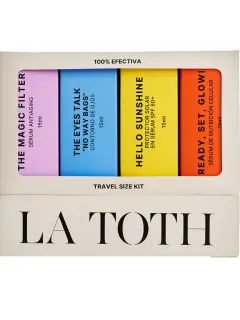 100% EFECTIVA
THE MAGIC FILTER
SERUM ANTIAGING
15ml
THE EYES TALK
"NO WAY BAGS"
CONTORNO DE OJOS
15ml
HELLO SUNSHINE
PROTECTOR SOLAR
EN SÉRUM SPF 50+
15ml
READY, SET, GLOW!
SÉRUM DE NUTRICIÓN CELULAR
15ml
TRAVEL SIZE KIT
LA TOTH